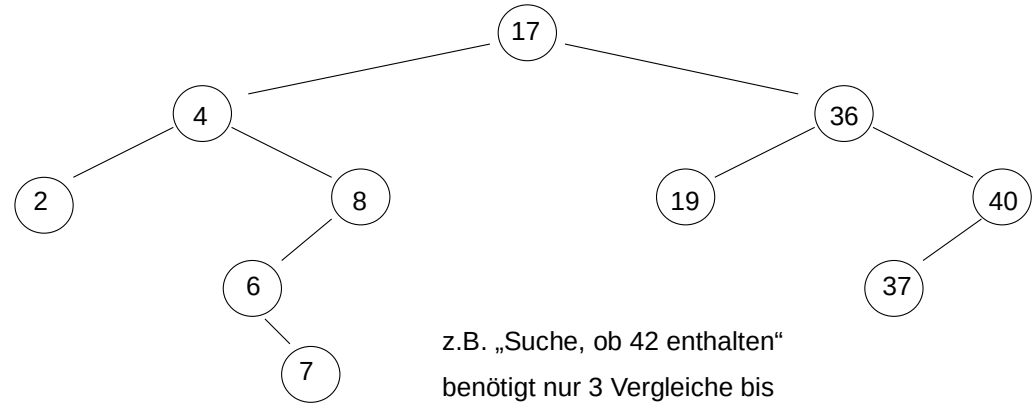 17
4 36
2 8 19 40
6 37
7
z.B. „Suche, ob 42 enthalten“
benötigt nur 3 Vergleiche bis